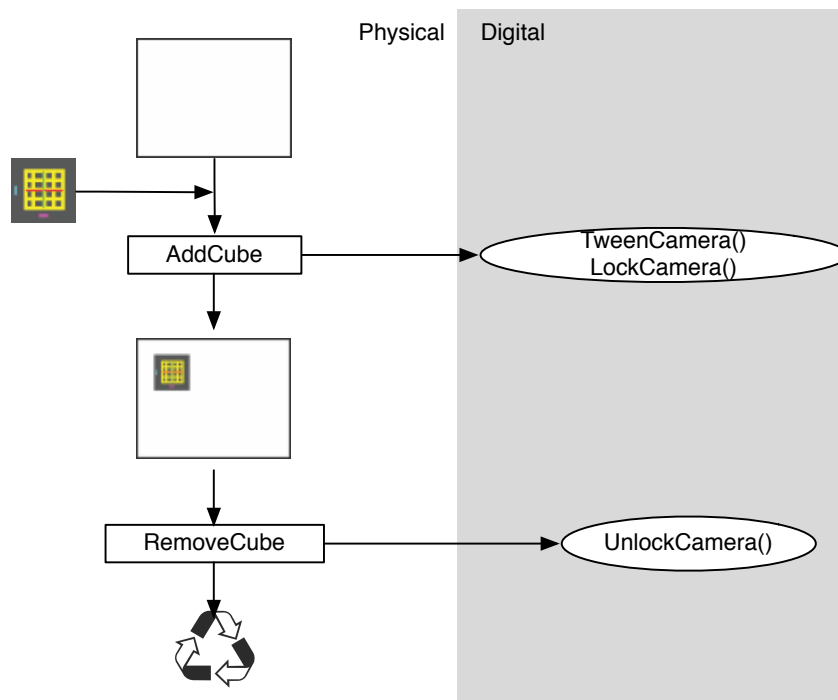 Physical
Digital
AddCube
TweenCamera()
LockCamera()
RemoveCube
UnlockCamera()